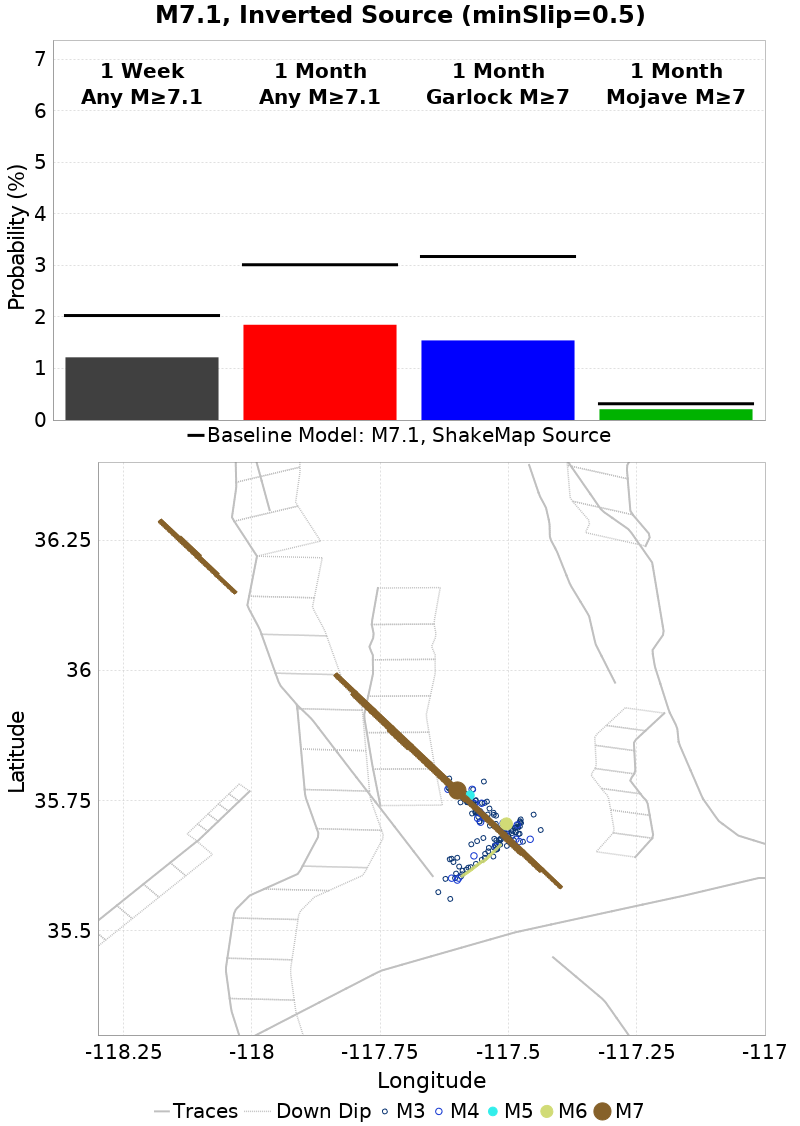 M7.1, Inverted Source (minSlip=0.5)
Probability (%)
7
6
5
4
3
2
1
0
1 Week
Any M≥7.1
1 Month
Any M≥7.1
1 Month
Garlock M≥7
1 Month
Mojave M≥7
Baseline Model: M7.1, ShakeMap Source
Latitude
36.25
36
35.75
35.5
-118.25 -118 -117.75 -117.5 -117.25 -117
Longitude
Traces Down Dip M3 M4 M5 M6 M7